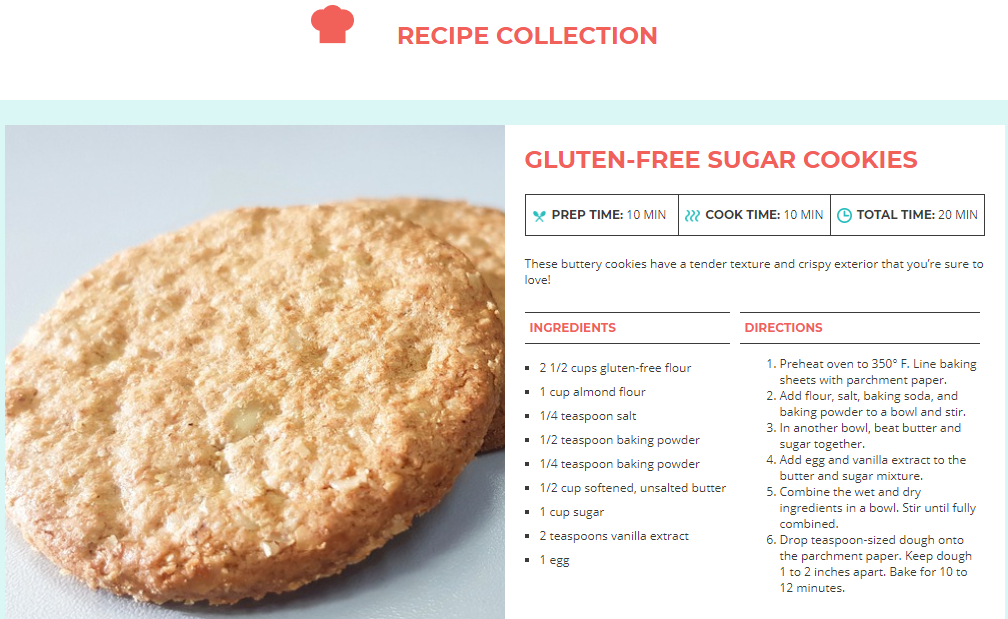 RECIPE COLLECTION
GLUTEN-FREE SUGAR COOKIES
PREP TIME: 10 MIN
COOK TIME: 10 MIN
TOTAL TIME: 20 MIN
These buttery cookies have a tender texture and crispy exterior that you’re sure to
love!
INGREDIENTS
▪ 2 1/2 cups gluten-free flour
▪ 1 cup almond flour
▪ 1/4 teaspoon salt
▪ 1/2 teaspoon baking powder
▪ 1/4 teaspoon baking powder
▪ 1/2 cup softened, unsalted butter
▪ 1 cup sugar
▪ 2 teaspoons vanilla extract
▪ 1 egg
DIRECTIONS
1. Preheat oven to 350° F. Line baking
sheets with parchment paper.
2. Add flour, salt, baking soda, and
baking powder to a bowl and stir.
3. In another bowl, beat butter and
sugar together.
4. Add egg and vanilla extract to the
butter and sugar mixture.
5. Combine the wet and dry
ingredients in a bowl. Stir until fully
combined.
6. Drop teaspoon-sized dough onto
the parchment paper. Keep dough
1 to 2 inches apart. Bake for 10 to
12 minutes.